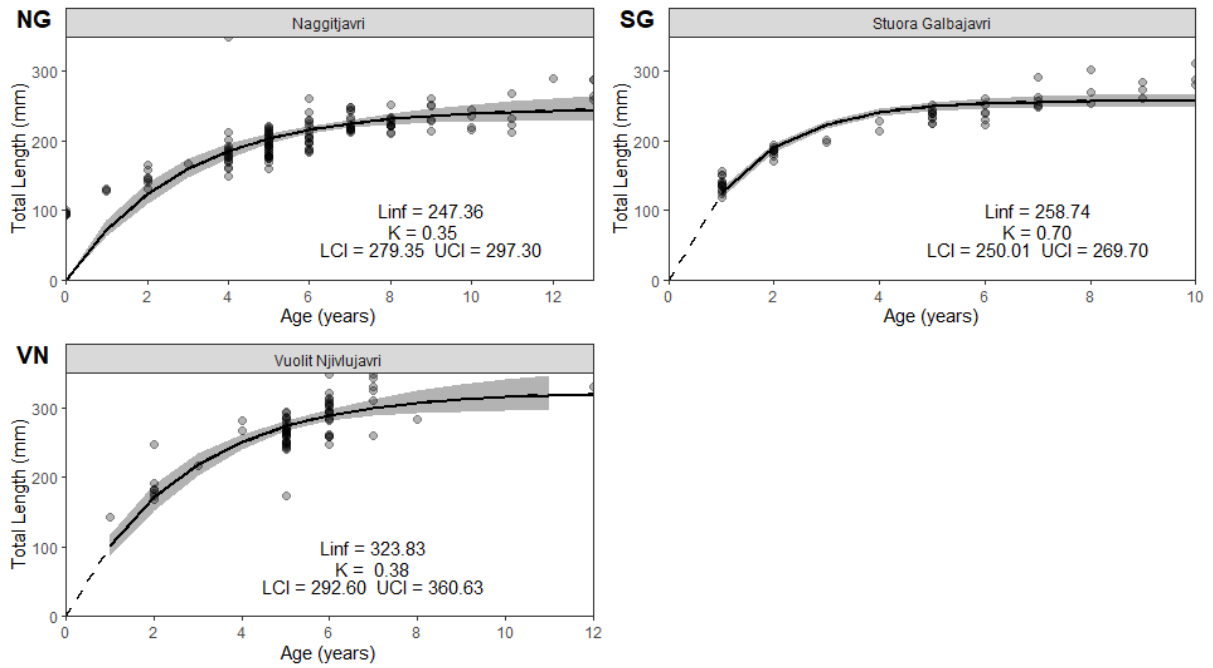 NG
Naggitjavri
Total Length (mm)
300
200
100
0
Linf = 247.36
K = 0.35
LCI = 279.35 UCI = 297.30
0 2 4 6 8 10 12
Age (years)
SG
Stuora Galbajavri
Total Length (mm)
300
200
100
0
Linf = 258.74
K = 0.70
LCI = 250.01 UCI = 269.70
0 2 4 6 8 10
Age (years)
VN
Vuolit Njivlujavri
Total Length (mm)
300
200
100
0
Linf = 323.83
K = 0.38
LCI = 292.60 UCI = 360.63
0 2 4 6 8 10 12
Age (years)